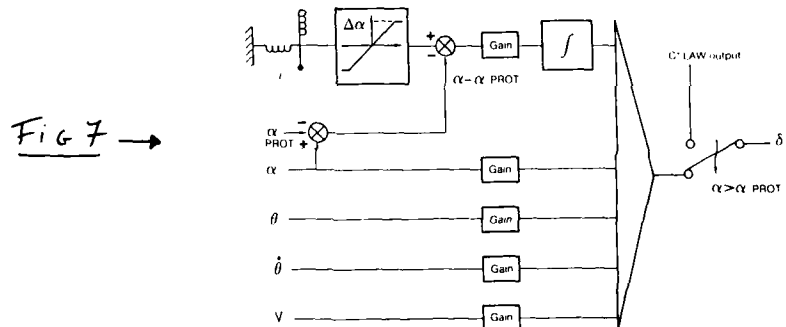 Δα
+
−
Gain
∫
C* LAW output
α − α PROT
Fig 7
α PROT
−
+
δ
α
Gain
α > α PROT
θ
Gain
θ̇
Gain
V
Gain